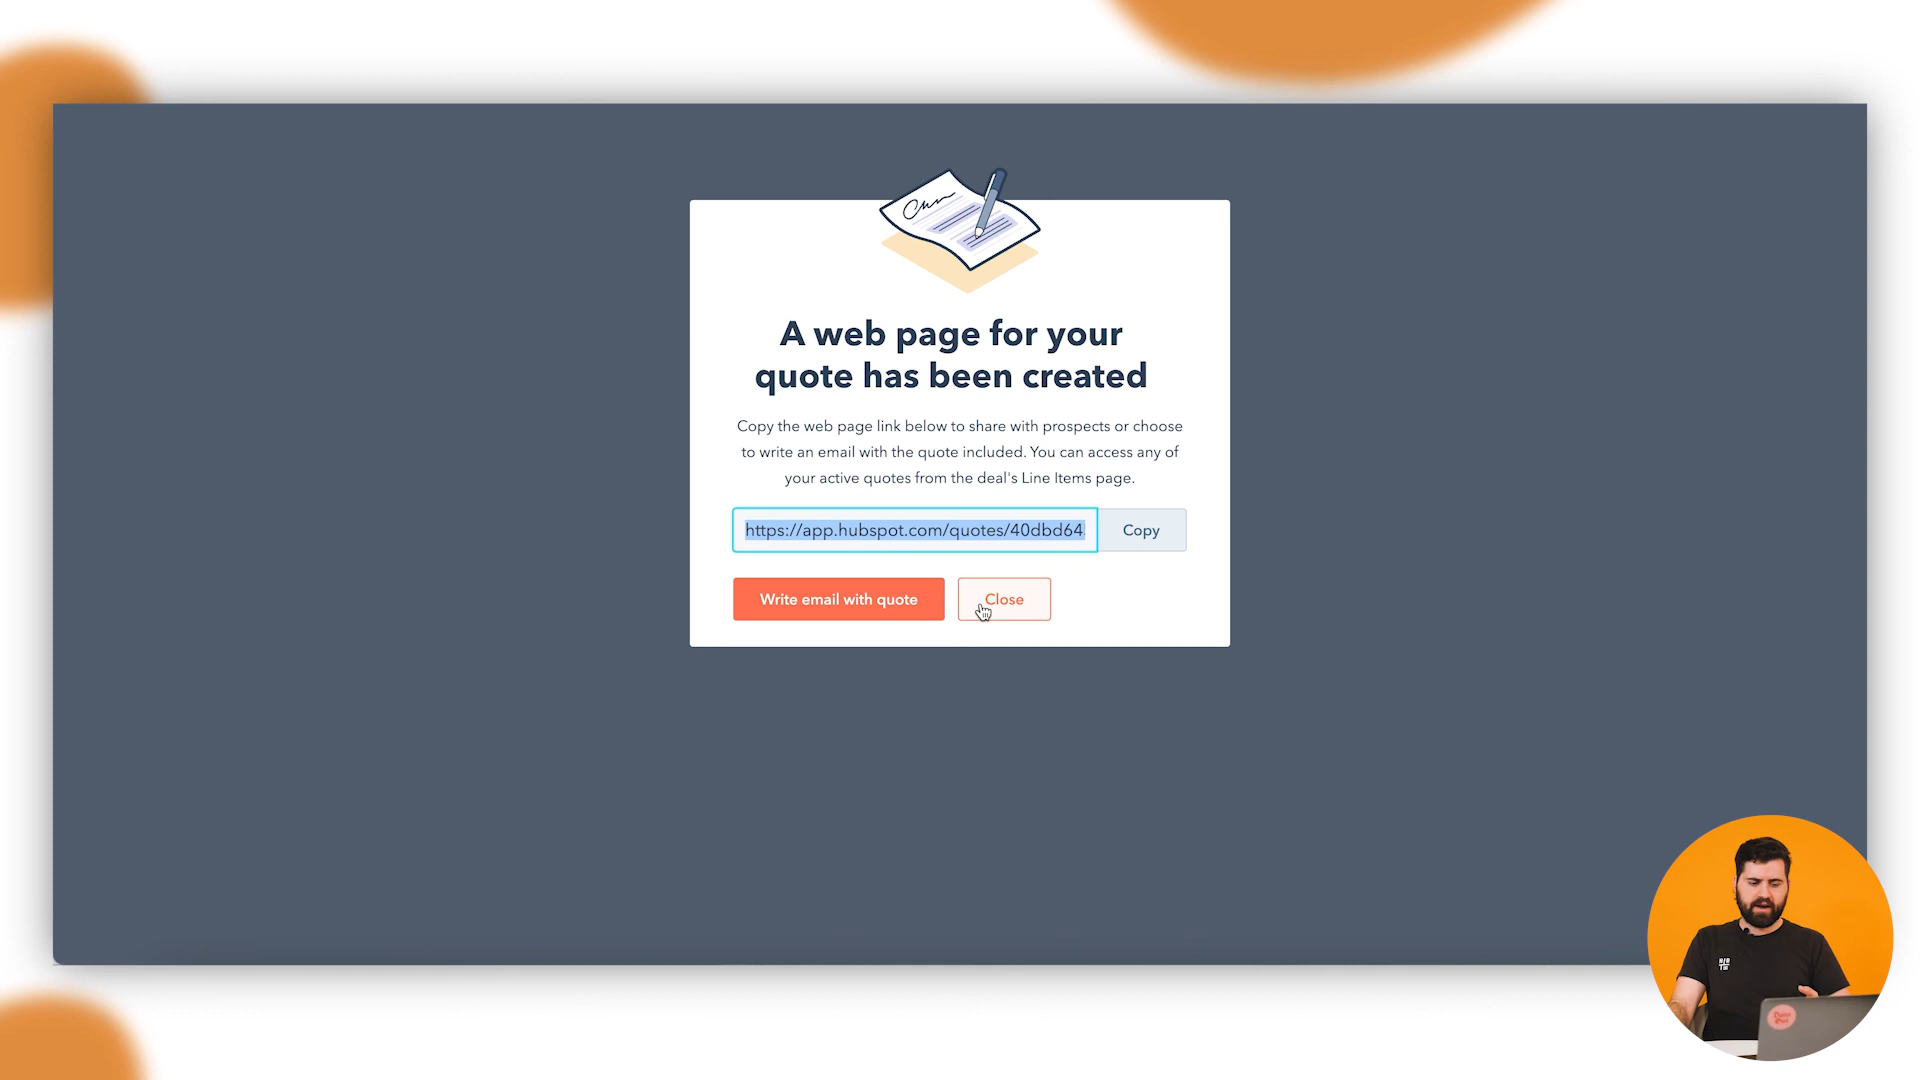 A web page for your
quote has been created
Copy the web page link below to share with prospects or choose
to write an email with the quote included. You can access any of
your active quotes from the deal's Line Items page.
https://app.hubspot.com/quotes/40dbd64
Copy
Write email with quote
Close